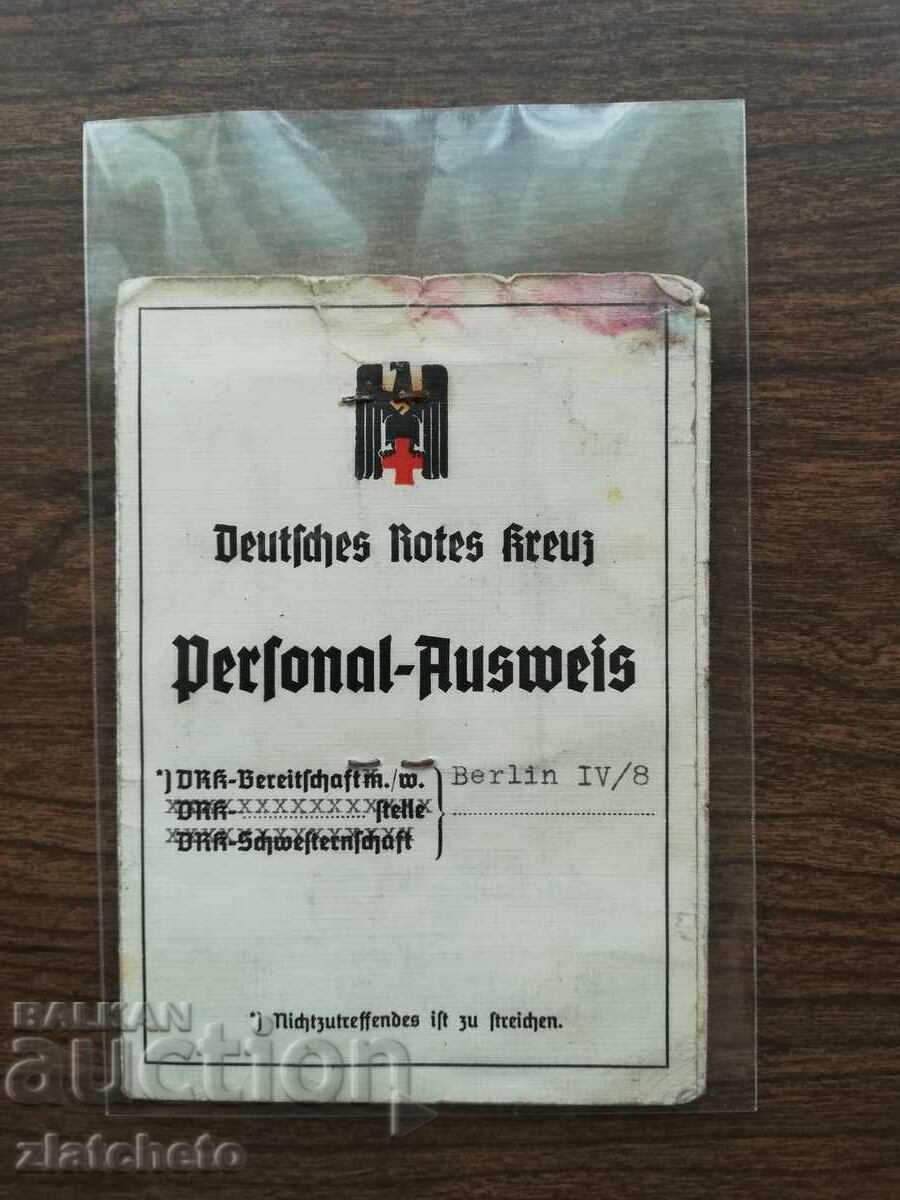 Deutſches Rotes Kreuz
Perſonal-Ausweis
*) DRK-Bereitſchaft m./w.
Berlin IV/8
DRK-....................ſtelle
DRK-Schweſternſchaft
*) Nichtzutreffendes iſt zu ſtreichen.
BALKAN
auction
zlatcheto